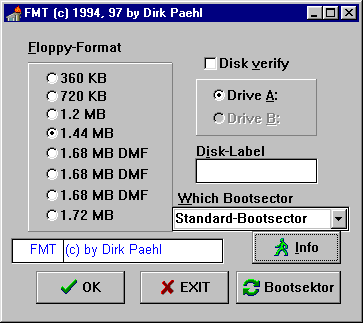 FMT (c) 1994, 97 by Dirk Paehl
Floppy-Format
360 KB
720 KB
1.2 MB
1.44 MB
1.68 MB DMF
1.68 MB DMF
1.68 MB DMF
1.72 MB
Disk verify
Drive A:
Drive B:
Disk-Label
Which Bootsector
Standard-Bootsector
FMT (c) by Dirk Paehl
Info
OK
EXIT
Bootsektor